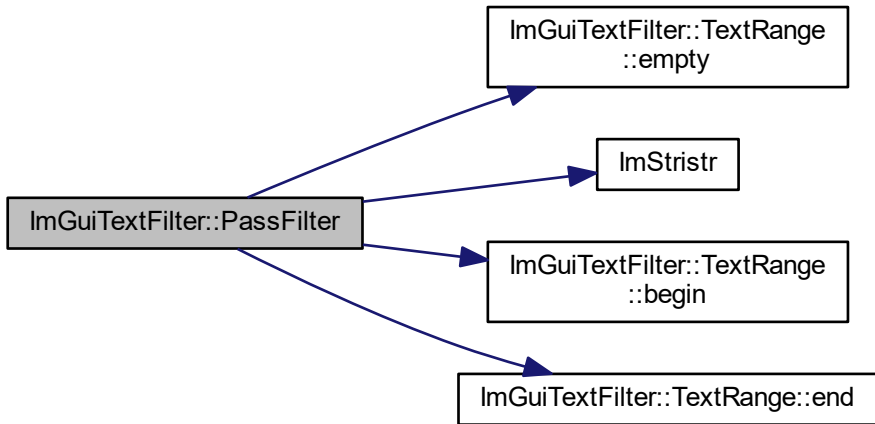 ImGuiTextFilter::TextRange
::empty
ImStristr
ImGuiTextFilter::PassFilter
ImGuiTextFilter::TextRange
::begin
ImGuiTextFilter::TextRange::end